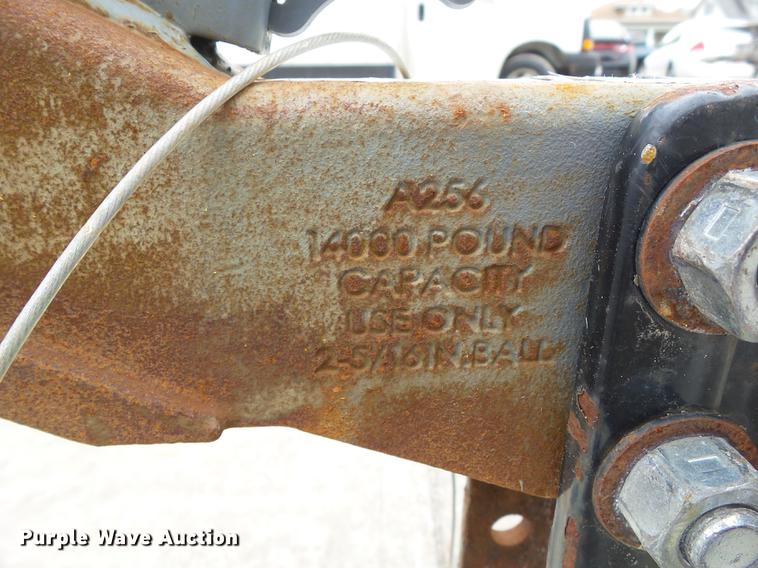 A256
14000 POUND
CAPACITY
USE ONLY
2-5/16 IN. BALL
Purple Wave Auction